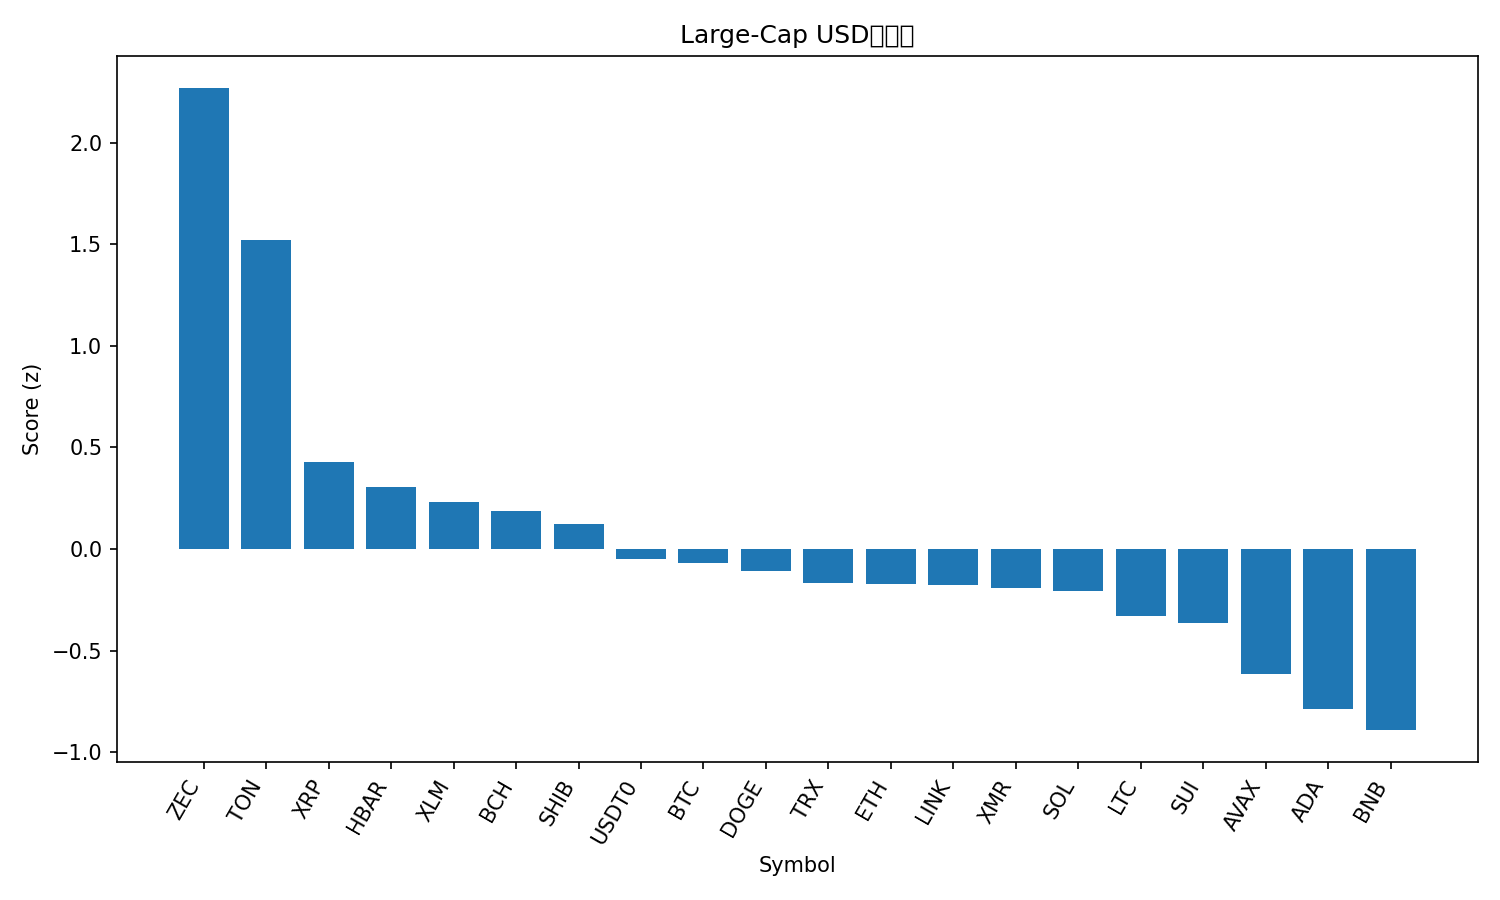 Large-Cap USD
Score (z)
2.0
1.5
1.0
0.5
0.0
−0.5
−1.0
ZEC
TON
XRP
HBAR
XLM
BCH
SHIB
USDT0
BTC
DOGE
TRX
ETH
LINK
XMR
SOL
LTC
SUI
AVAX
ADA
BNB
Symbol